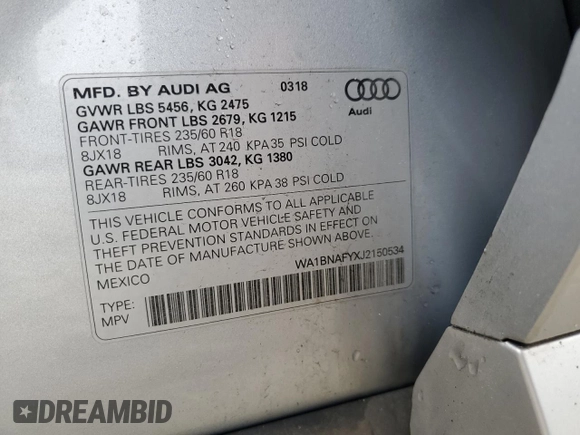 MFD. BY AUDI AG 0318
GVWR LBS 5456, KG 2475
GAWR FRONT LBS 2679, KG 1215
FRONT-TIRES 235/60 R18
8JX18 RIMS, AT 240 KPA 35 PSI COLD
GAWR REAR LBS 3042, KG 1380
REAR-TIRES 235/60 R18
8JX18 RIMS, AT 260 KPA 38 PSI COLD
Audi
THIS VEHICLE CONFORMS TO ALL APPLICABLE
U.S. FEDERAL MOTOR VEHICLE SAFETY AND
THEFT PREVENTION STANDARDS IN EFFECT ON
THE DATE OF MANUFACTURE SHOWN ABOVE.
MEXICO WA1BNAFYXJ2150534
TYPE:
MPV
DREAMBID